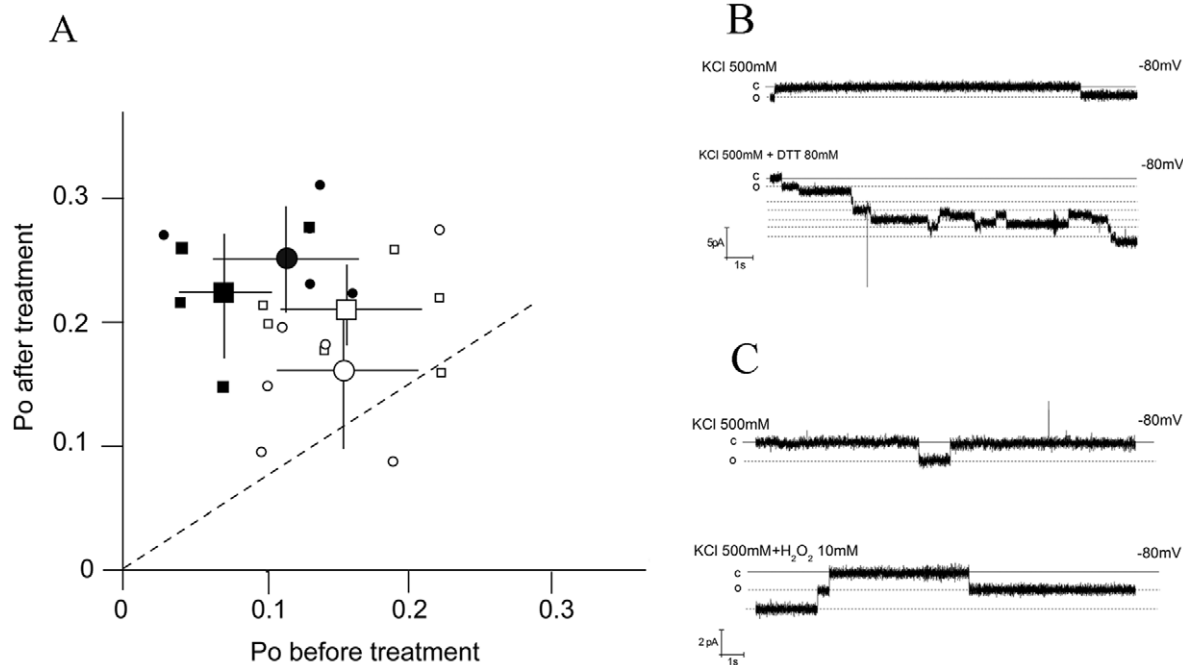 A
Po after treatment
0.3
0.2
0.1
0
0
0.1
0.2
0.3
Po before treatment
B
KCl 500mM
-80mV
C
O
KCl 500mM + DTT 80mM
-80mV
C
O
5pA
1s
C
KCl 500mM
-80mV
C
O
KCl 500mM+H₂O₂ 10mM
-80mV
C
O
2 pA
1s